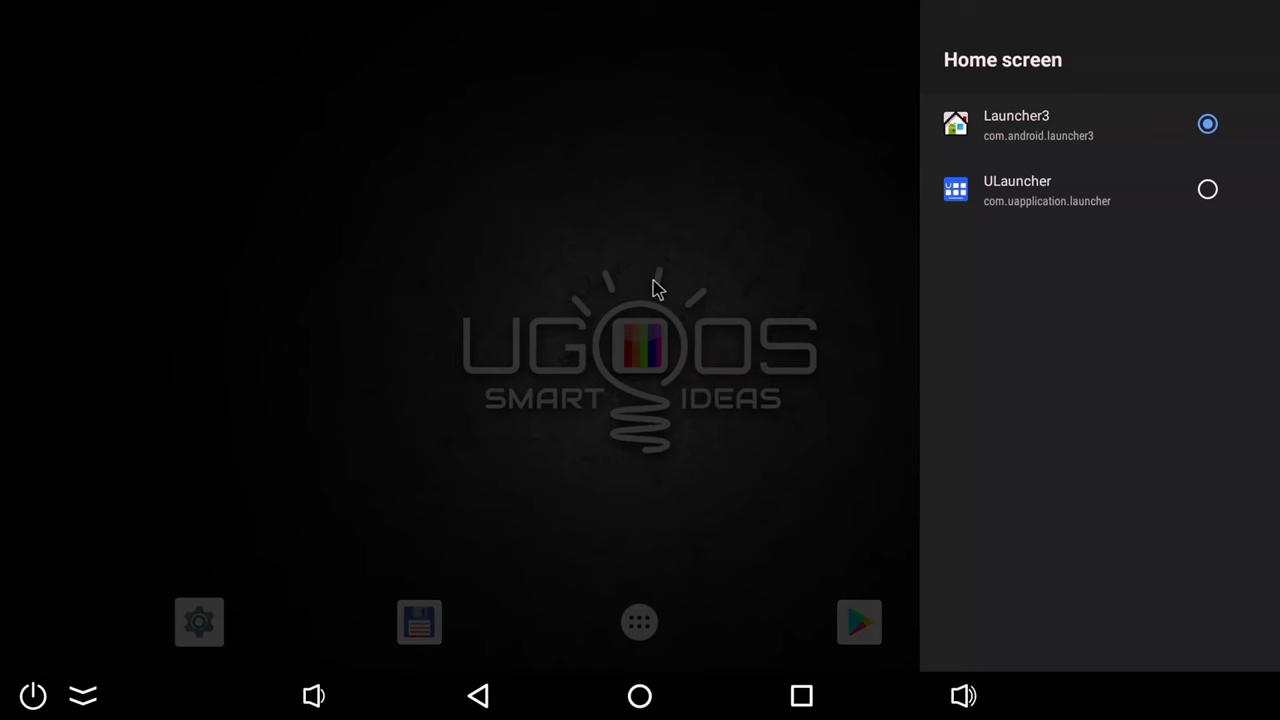 Home screen
Launcher3
com.android.launcher3
ULauncher
com.uapplication.launcher
UGOOS
SMART IDEAS